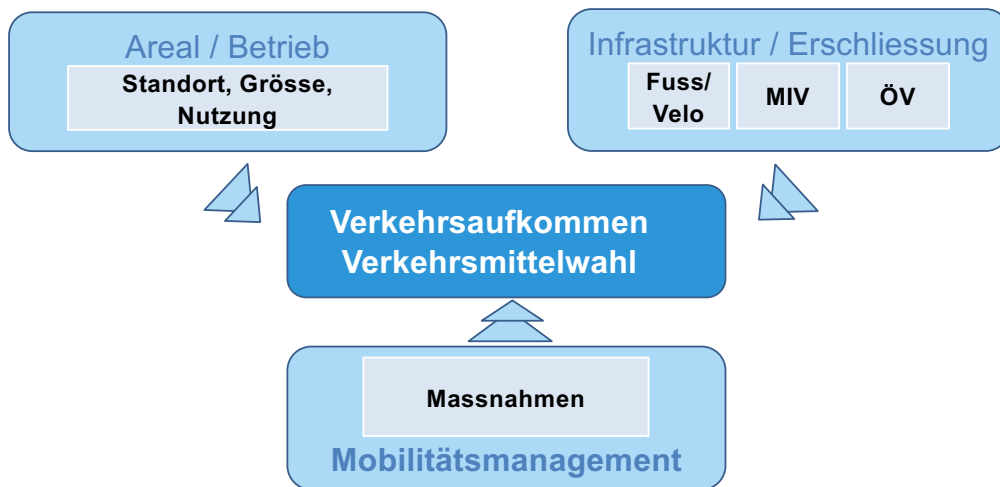 Areal / Betrieb
Standort, Grösse,
Nutzung
Infrastruktur / Erschliessung
Fuss/
Velo
MIV
ÖV
Verkehrsaufkommen
Verkehrsmittelwahl
Massnahmen
Mobilitätsmanagement